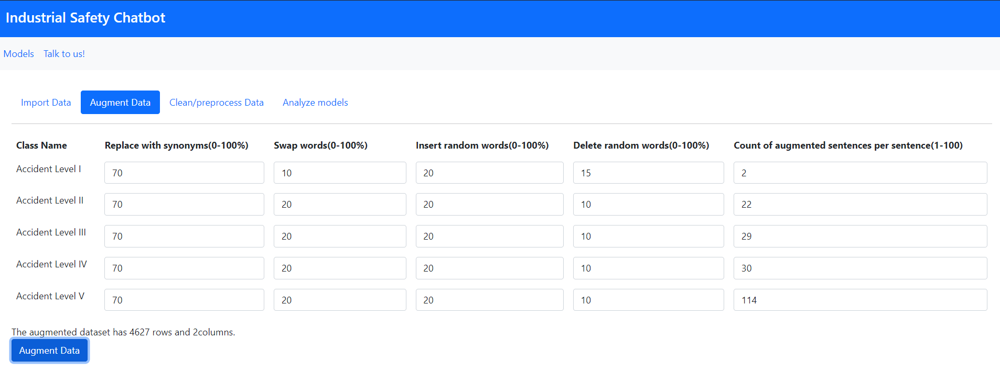 Industrial Safety Chatbot
Models Talk to us!
Import Data Augment Data Clean/preprocess Data Analyze models
Class Name Replace with synonyms(0-100%) Swap words(0-100%) Insert random words(0-100%) Delete random words(0-100%) Count of augmented sentences per sentence(1-100)
Accident Level I 70 10 20 15 2
Accident Level II 70 20 20 10 22
Accident Level III 70 20 20 10 29
Accident Level IV 70 20 20 10 30
Accident Level V 70 20 20 10 114
The augmented dataset has 4627 rows and 2columns.
Augment Data